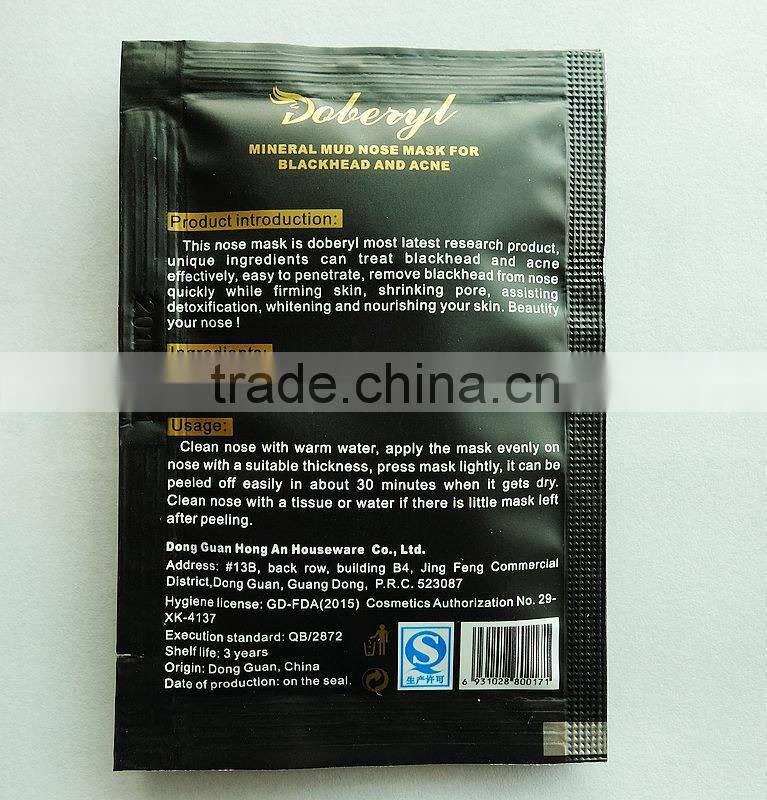 Doberyl
MINERAL MUD NOSE MASK FOR
BLACKHEAD AND ACNE
Product introduction:
This nose mask is doberyl most latest research product,
unique ingredients can treat blackhead and acne
effectively, easy to penetrate, remove blackhead from nose
quickly while firming skin, shrinking pore, assisting
detoxification, whitening and nourishing your skin. Beautify
your nose !
Ingredients:
trade.china.cn
Usage:
Clean nose with warm water, apply the mask evenly on
nose with a suitable thickness, press mask lightly, it can be
peeled off easily in about 30 minutes when it gets dry.
Clean nose with a tissue or water if there is little mask left
after peeling.
Dong Guan Hong An Houseware Co., Ltd.
Address: #13B, back row, building B4, Jing Feng Commercial
District,Dong Guan, Guang Dong, P.R.C. 523087
Hygiene license: GD-FDA(2015) Cosmetics Authorization No. 29-
XK-4137
Execution standard: QB/2872
Shelf life: 3 years
Origin: Dong Guan, China
Date of production: on the seal.
生产许可
6 931028 800171